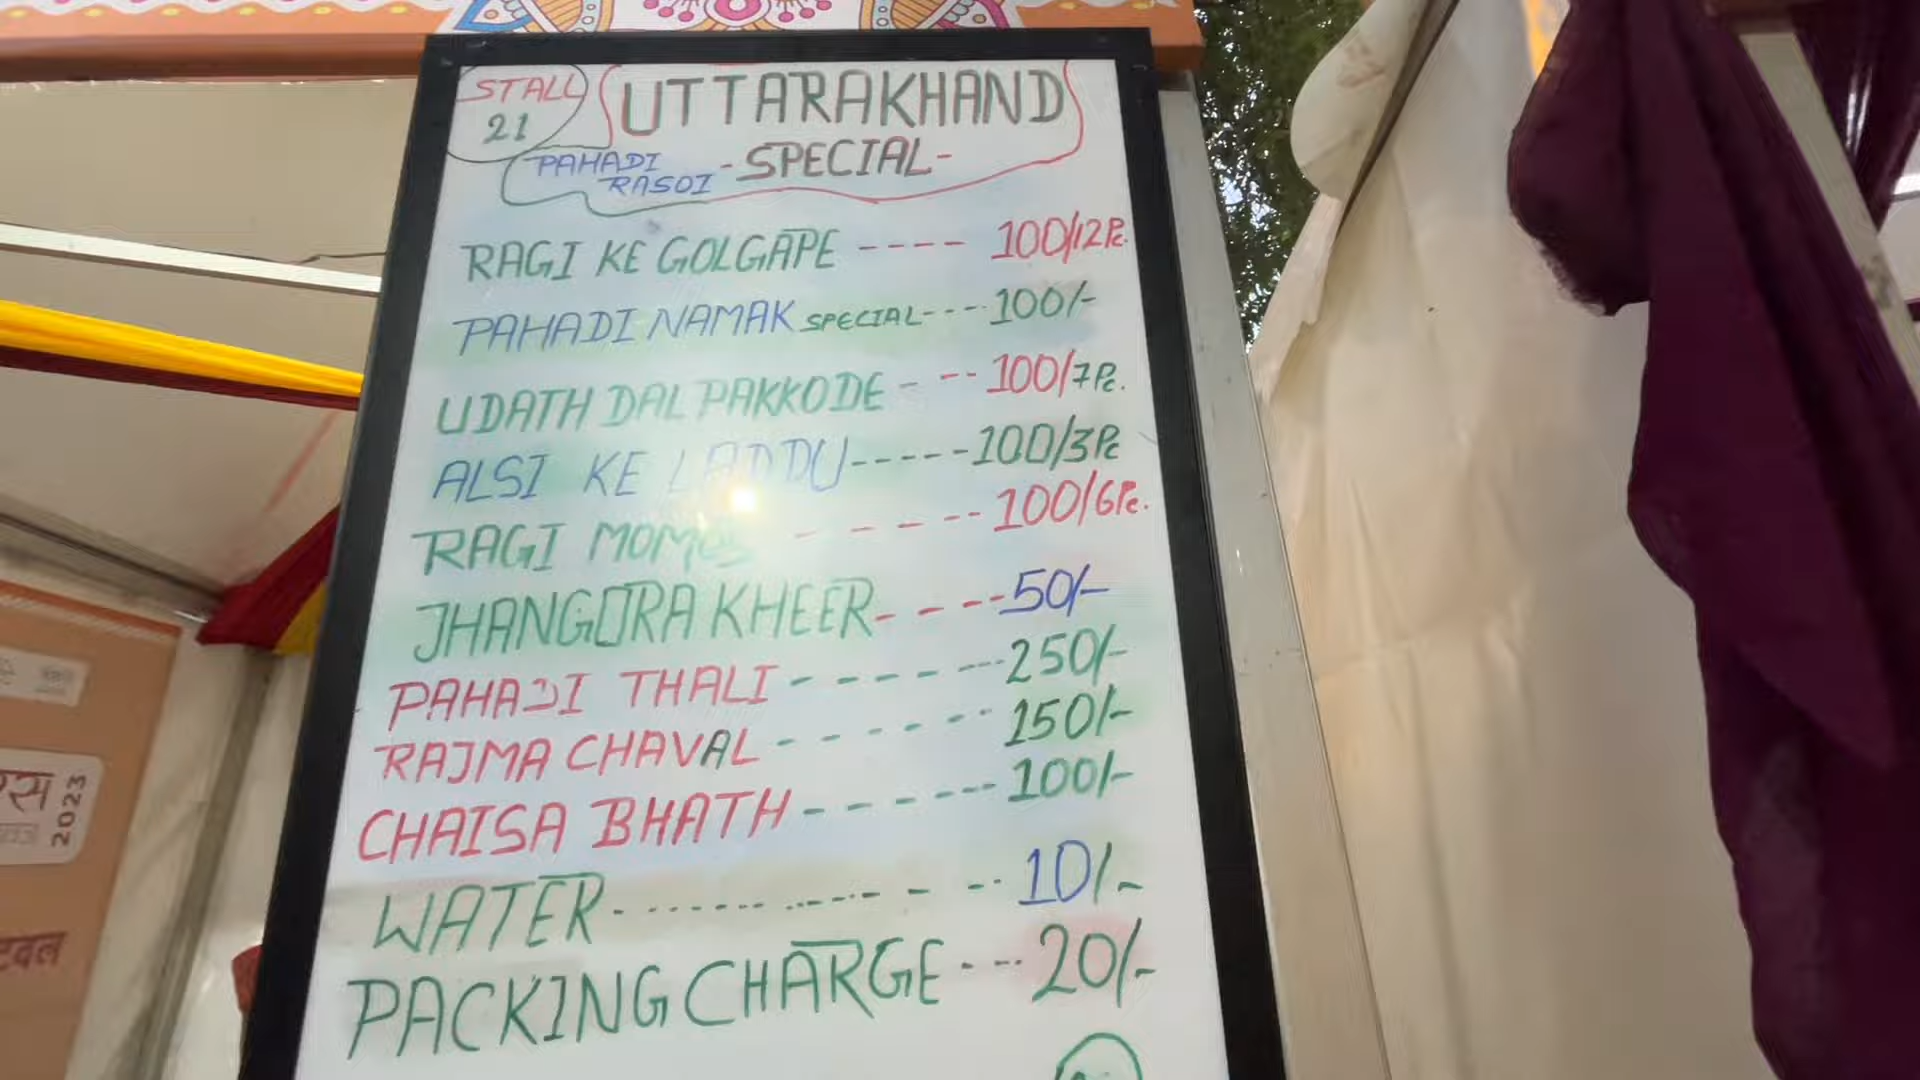 STALL
21
UTTARAKHAND
PAHADI
RASOI
-SPECIAL-
RAGI KE GOLGAPE ---- 100/12Pc.
PAHADI NAMAK SPECIAL---- 100/-
UDATH DAL PAKKODE - -- 100/7Pc.
ALSI KE LADDU-----100/3Pc
RAGI MOMOS - - - -- 100/6Pc.
JHANGORA KHEER- - ---50/-
PAHADI THALI - - - - - ---250/-
RAJMA CHAVAL - - - - - -- 150/-
CHAISA BHATH - - - - --- 100/-
WATER- - - - - - - - - - - 10/-
PACKING CHARGE - --- 20/-
2023